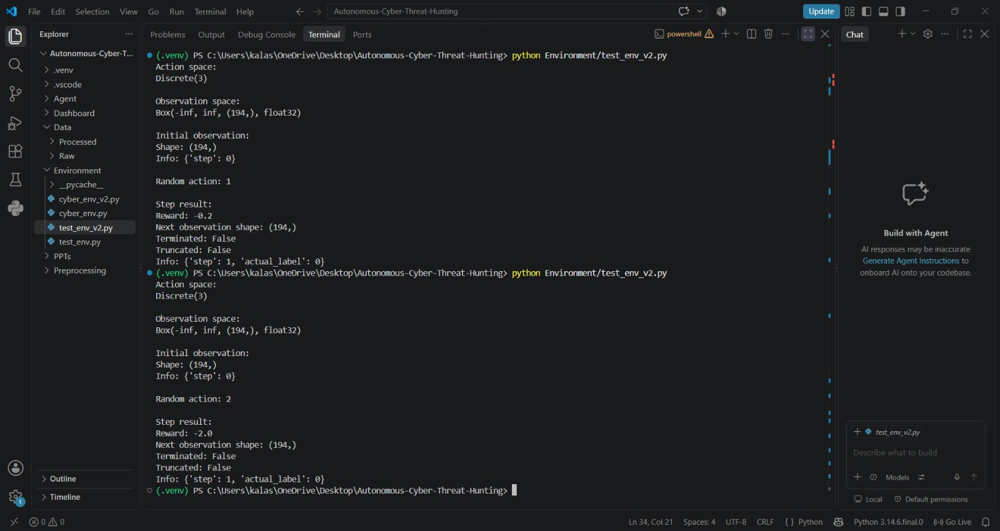 File Edit Selection View Go Run Terminal Help
Autonomous-Cyber-Threat-Hunting
Update
Explorer
Autonomous-Cyber-T...
.venv
.vscode
Agent
Dashboard
Data
Processed
Raw
Environment
__pycache__
cyber_env_v2.py
cyber_env.py
test_env_v2.py
test_env.py
PPTs
Preprocessing
Outline
Timeline
Problems Output Debug Console Terminal Ports
powershell
(.venv) PS C:\Users\kalas\OneDrive\Desktop\Autonomous-Cyber-Threat-Hunting> python Environment/test_env_v2.py
Action space:
Discrete(3)
Observation space:
Box(-inf, inf, (194,), float32)
Initial observation:
Shape: (194,)
Info: {'step': 0}
Random action: 1
Step result:
Reward: -0.2
Next observation shape: (194,)
Terminated: False
Truncated: False
Info: {'step': 1, 'actual_label': 0}
(.venv) PS C:\Users\kalas\OneDrive\Desktop\Autonomous-Cyber-Threat-Hunting> python Environment/test_env_v2.py
Action space:
Discrete(3)
Observation space:
Box(-inf, inf, (194,), float32)
Initial observation:
Shape: (194,)
Info: {'step': 0}
Random action: 2
Step result:
Reward: -2.0
Next observation shape: (194,)
Terminated: False
Truncated: False
Info: {'step': 1, 'actual_label': 0}
(.venv) PS C:\Users\kalas\OneDrive\Desktop\Autonomous-Cyber-Threat-Hunting>
Chat
Build with Agent
AI responses may be inaccurate
Generate Agent Instructions to
onboard AI onto your codebase.
test_env_v2.py
Describe what to build
Models
Local Default permissions
1
0 0
Ln 34, Col 21 Spaces: 4 UTF-8 CRLF { } Python Python 3.14.6.final.0 Go Live